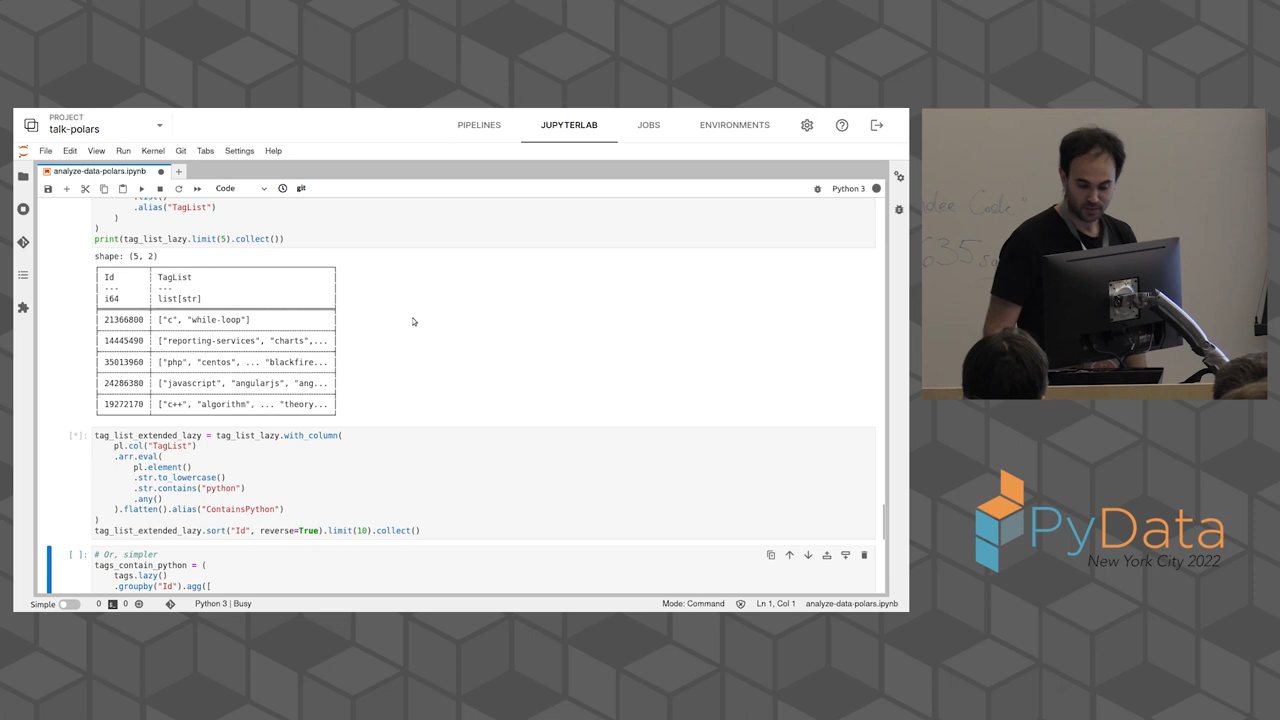 PROJECT
talk-polars
PIPELINES
JUPYTERLAB
JOBS
ENVIRONMENTS
File Edit View Run Kernel Git Tabs Settings Help
analyze-data-polars.ipynb
Code
git
Python 3
.alias("TagList")
)
)
print(tag_list_lazy.limit(5).collect())
shape: (5, 2)
Id TagList
--- ---
i64 list[str]
21366800 ["c", "while-loop"]
14445490 ["reporting-services", "charts",...
35013960 ["php", "centos", ... "blackfire...
24286380 ["javascript", "angularjs", "ang...
19272170 ["c++", "algorithm", ... "theory...
[*]: tag_list_extended_lazy = tag_list_lazy.with_column(
pl.col("TagList")
.arr.eval(
pl.element()
.str.to_lowercase()
.str.contains("python")
.any()
).flatten().alias("ContainsPython")
)
tag_list_extended_lazy.sort("Id", reverse=True).limit(10).collect()
[ ]: # Or, simpler
tags_contain_python = (
tags.lazy()
.groupby("Id").agg([
Simple 0 0 Python 3 | Busy Mode: Command Ln 1, Col 1 analyze-data-polars.ipynb
Code"
635
PyData
New York City 2022